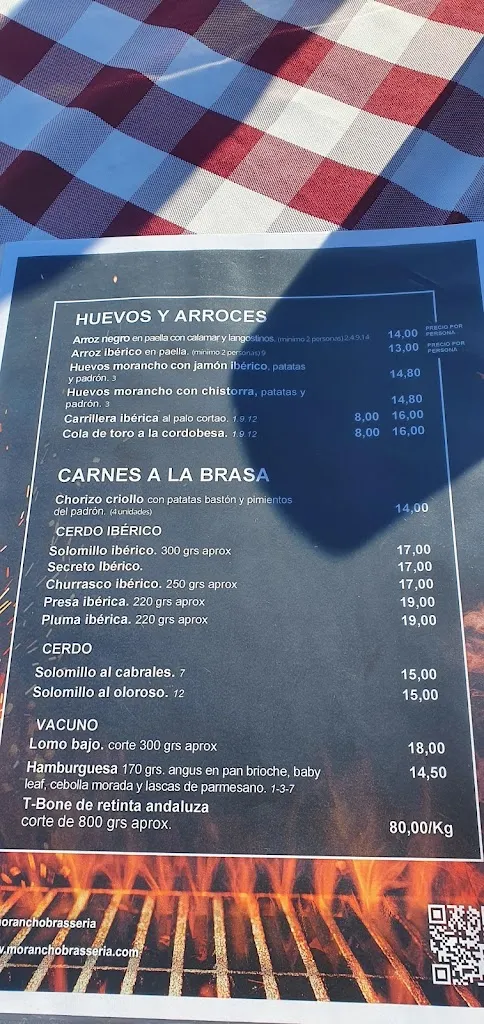 HUEVOS Y ARROCES
Arroz negro en paella con calamar y langostinos. (minimo 2 personas) 2.4.9.14 14,00 PRECIO POR PERSONA
Arroz ibérico en paella. (minimo 2 personas) 9 13,00 PRECIO POR PERSONA
Huevos morancho con jamón ibérico, patatas
y padrón. 3 14,80
Huevos morancho con chistorra, patatas y
padrón. 3 14,80
Carrillera ibérica al palo cortao. 1.9.12 8,00 16,00
Cola de toro a la cordobesa. 1.9.12 8,00 16,00
CARNES A LA BRASA
Chorizo criollo con patatas bastón y pimientos
del padrón. (4 unidades) 14,00
CERDO IBÉRICO
Solomillo ibérico. 300 grs aprox 17,00
Secreto Ibérico. 17,00
Churrasco ibérico. 250 grs aprox 17,00
Presa ibérica. 220 grs aprox 19,00
Pluma ibérica. 220 grs aprox 19,00
CERDO
Solomillo al cabrales. 7 15,00
Solomillo al oloroso. 12 15,00
VACUNO
Lomo bajo. corte 300 grs aprox 18,00
Hamburguesa 170 grs. angus en pan brioche, baby 14,50
leaf, cebolla morada y lascas de parmesano. 1-3-7
T-Bone de retinta andaluza
corte de 800 grs aprox. 80,00/Kg
moranchobrasseria
w.moranchobrasseria.com